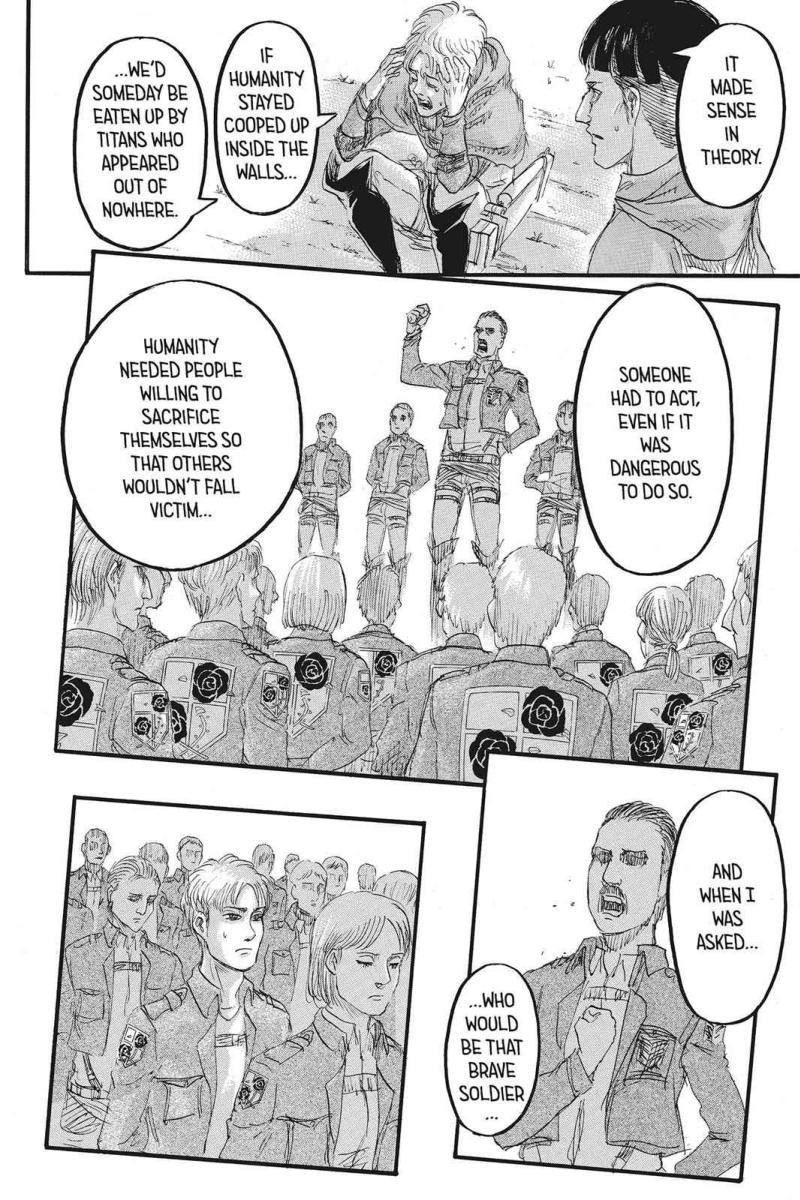 IT
MADE
SENSE
IN
THEORY.
IF
HUMANITY
STAYED
COOPED UP
INSIDE THE
WALLS...
...WE'D
SOMEDAY BE
EATEN UP BY
TITANS WHO
APPEARED
OUT OF
NOWHERE.
SOMEONE
HAD TO ACT,
EVEN IF IT
WAS
DANGEROUS
TO DO SO.
HUMANITY
NEEDED PEOPLE
WILLING TO
SACRIFICE
THEMSELVES SO
THAT OTHERS
WOULDN'T FALL
VICTIM...
AND
WHEN I
WAS
ASKED...
...WHO
WOULD
BE THAT
BRAVE
SOLDIER
...